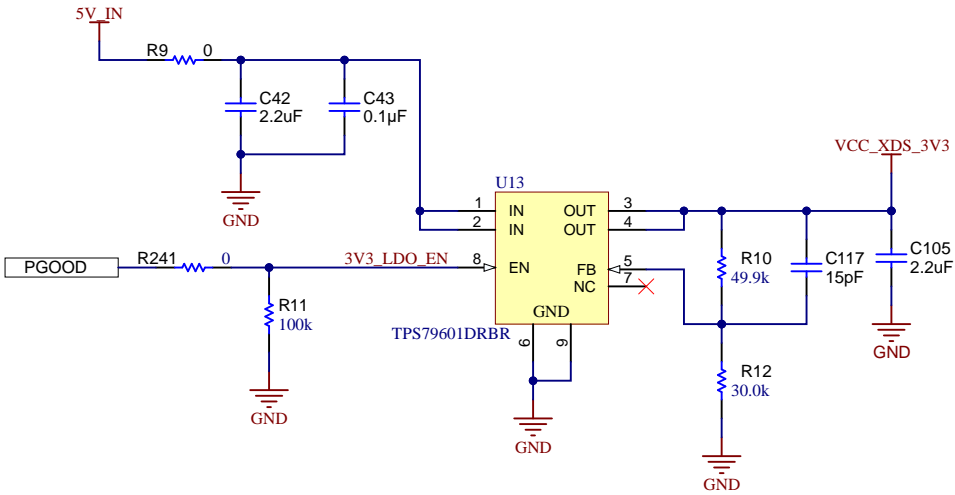 5V_IN
R9 0
C42
2.2uF
C43
0.1µF
GND
VCC_XDS_3V3
U13
1 IN OUT 3
2 IN OUT 4
PGOOD
R241 0
3V3_LDO_EN
8 EN FB 5
NC 7
GND
TPS79601DRBR
6 9
R11
100k
GND
GND
R10
49.9k
C117
15pF
C105
2.2uF
GND
R12
30.0k
GND